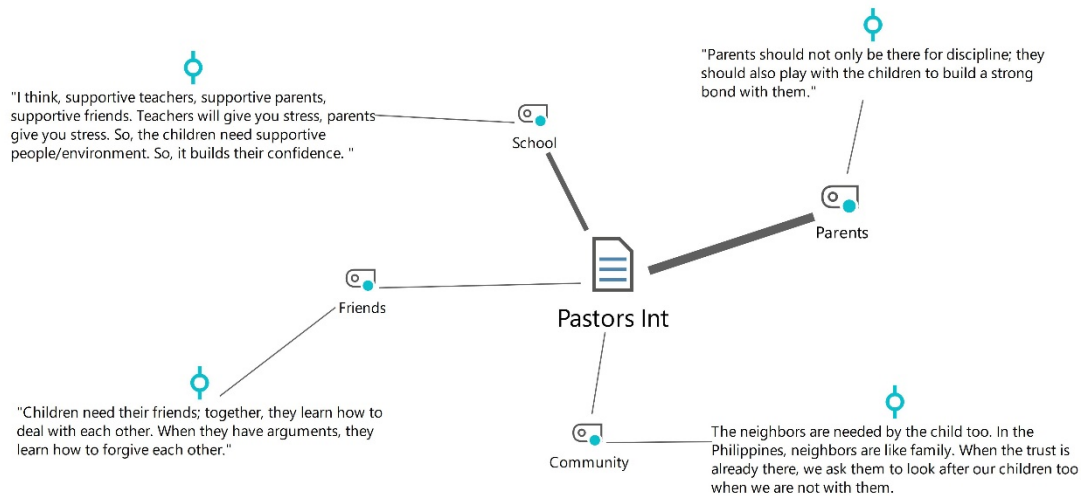 "Parents should not only be there for discipline; they
should also play with the children to build a strong
bond with them."
"I think, supportive teachers, supportive parents,
supportive friends. Teachers will give you stress, parents
give you stress. So, the children need supportive
people/environment. So, it builds their confidence. "
School
Parents
Friends
Pastors Int
"Children need their friends; together, they learn how to
deal with each other. When they have arguments, they
learn how to forgive each other."
Community
The neighbors are needed by the child too. In the
Philippines, neighbors are like family. When the trust is
already there, we ask them to look after our children too
when we are not with them.